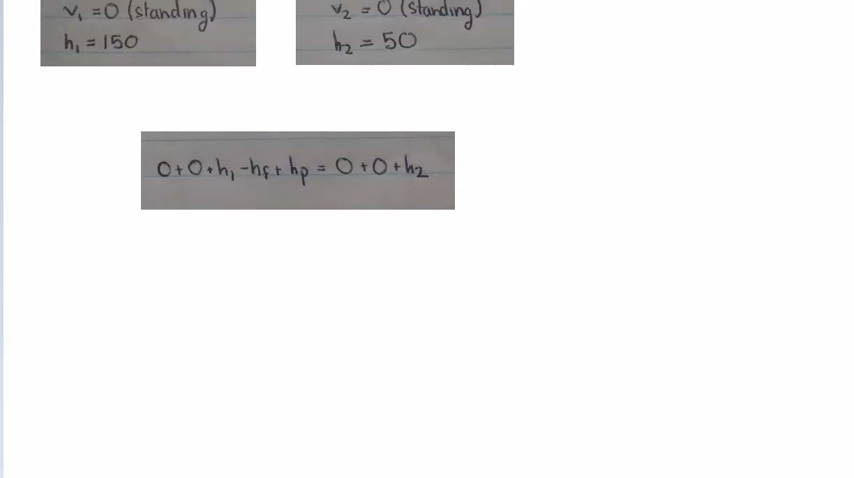 v₁ = 0 (standing)
h₁ = 150
v₂ = 0 (standing)
h₂ = 50
0 + 0 + h₁ - hf + hp = 0 + 0 + h₂